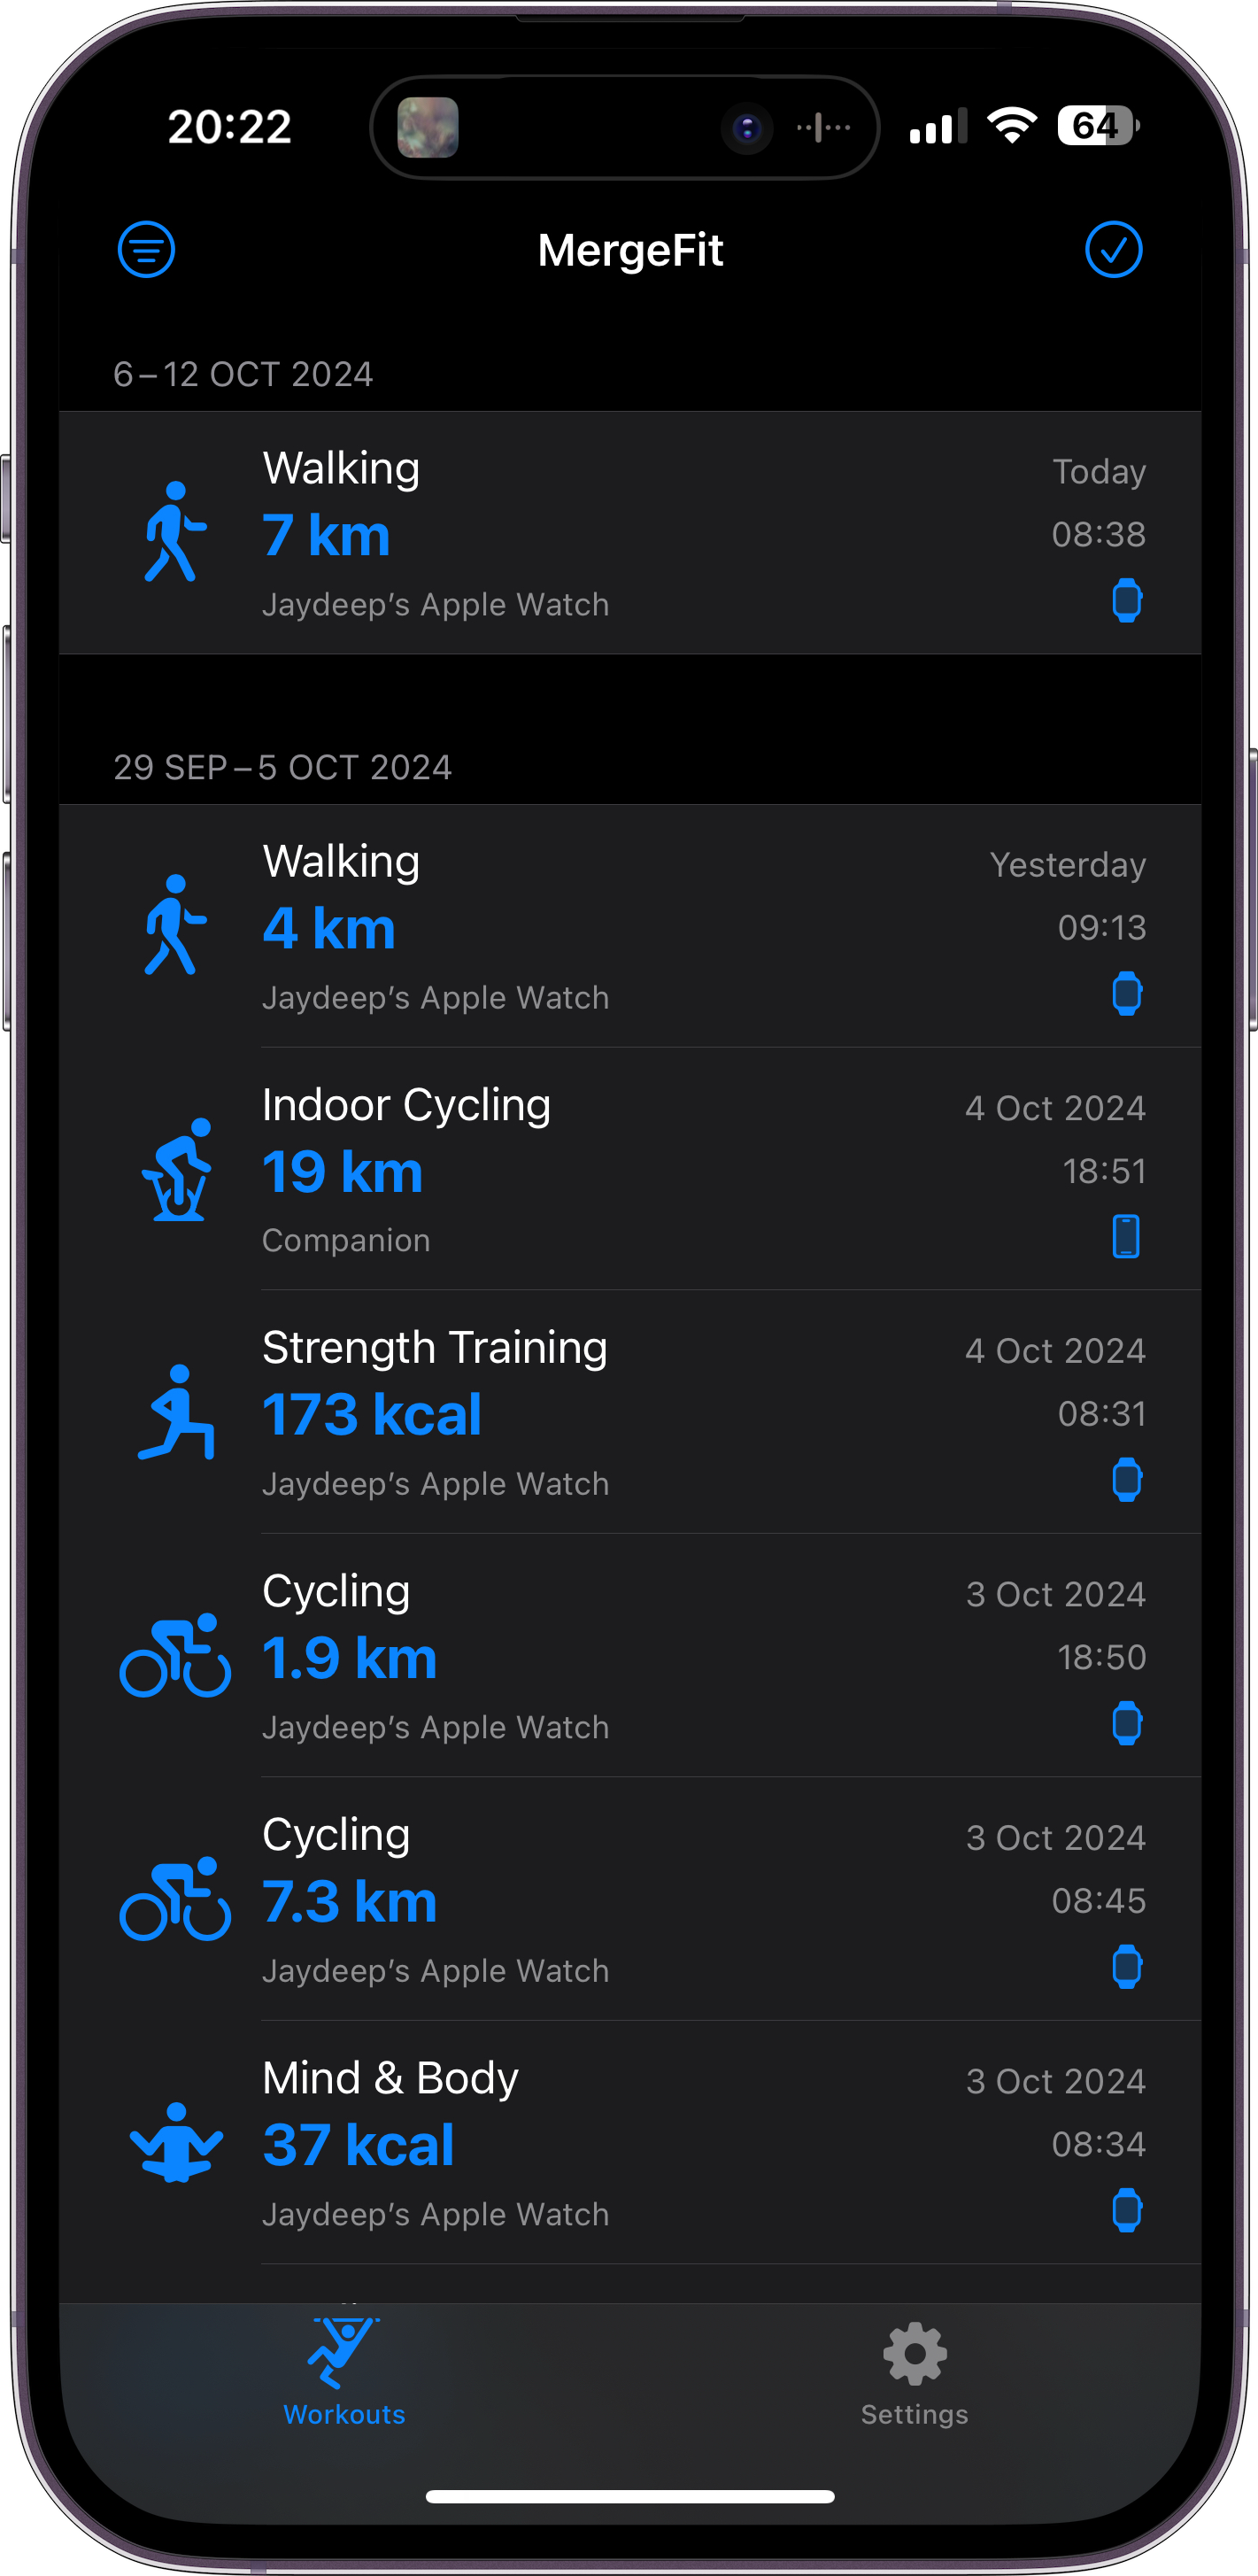 20:22
64
MergeFit
6–12 OCT 2024
Walking
Today
7 km
08:38
Jaydeep’s Apple Watch
29 SEP–5 OCT 2024
Walking
Yesterday
4 km
09:13
Jaydeep’s Apple Watch
Indoor Cycling
4 Oct 2024
19 km
18:51
Companion
Strength Training
4 Oct 2024
173 kcal
08:31
Jaydeep’s Apple Watch
Cycling
3 Oct 2024
1.9 km
18:50
Jaydeep’s Apple Watch
Cycling
3 Oct 2024
7.3 km
08:45
Jaydeep’s Apple Watch
Mind & Body
3 Oct 2024
37 kcal
08:34
Jaydeep’s Apple Watch
Workouts
Settings